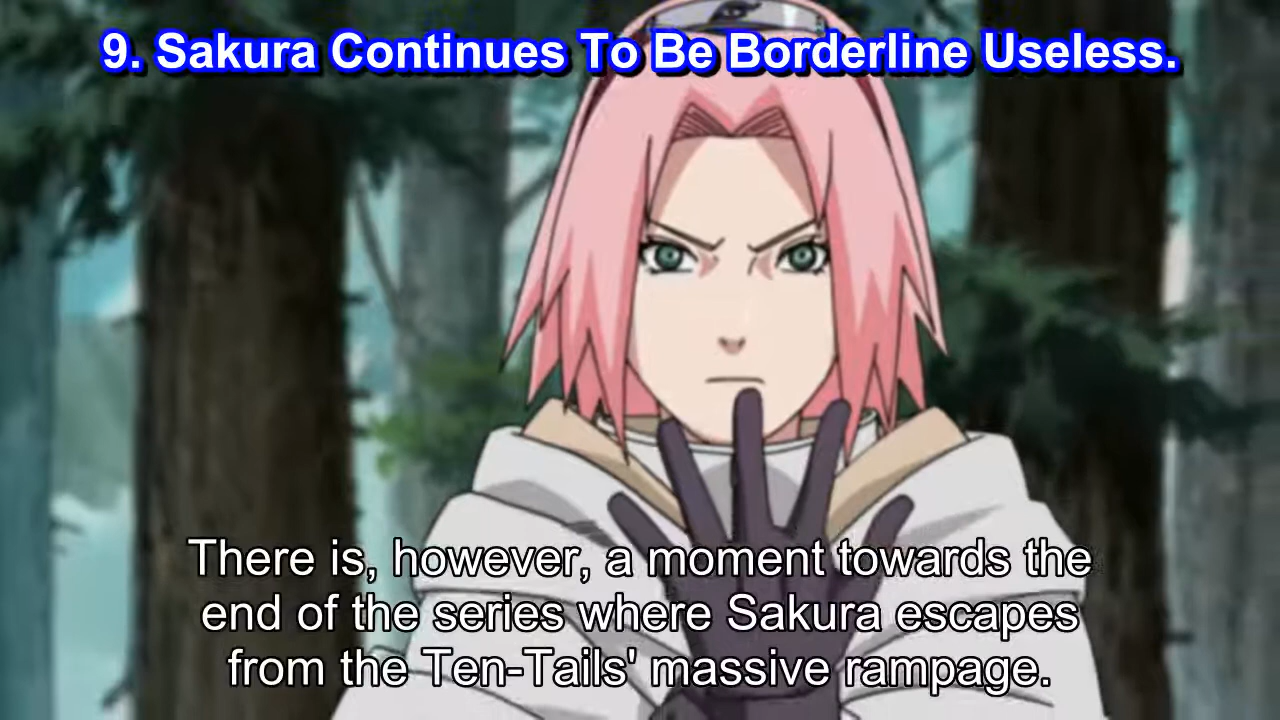 9. Sakura Continues To Be Borderline Useless.
There is, however, a moment towards the
end of the series where Sakura escapes
from the Ten-Tails' massive rampage.